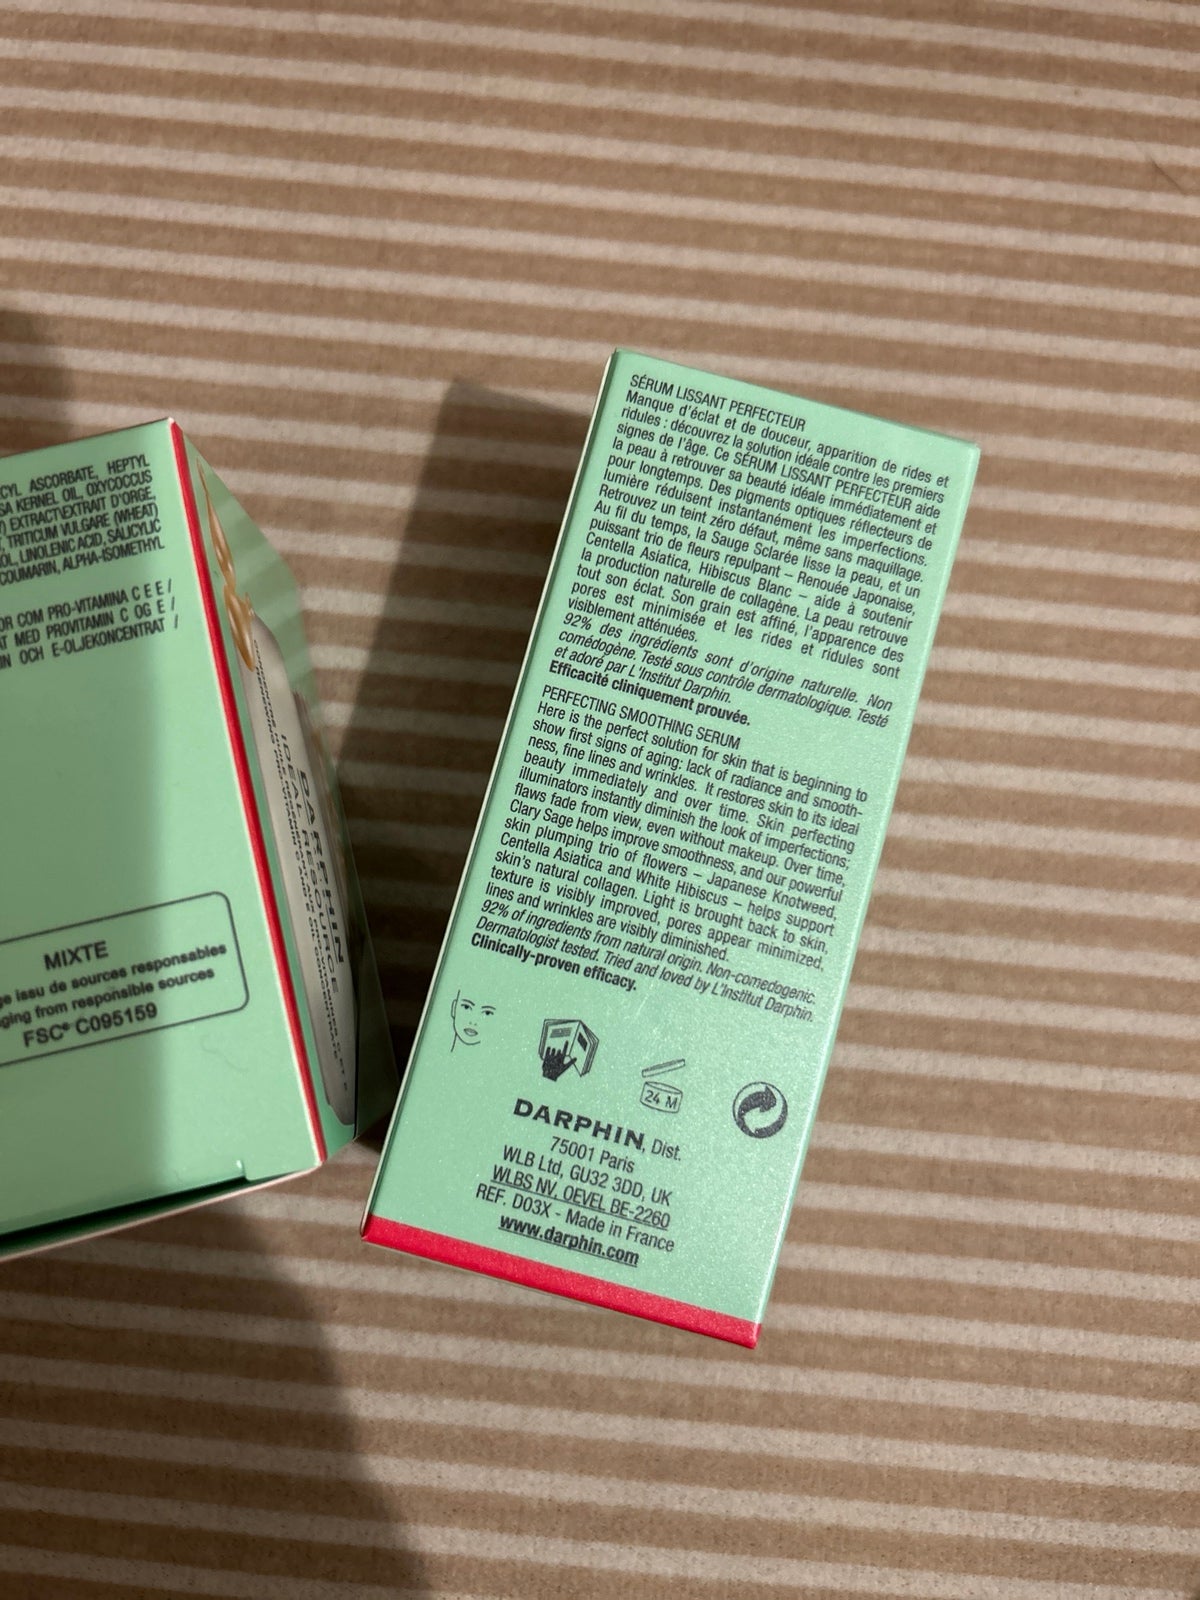 CYL ASCORBATE, HEPTYL
SA KERNEL OIL, OXYCOCCUS
EXTRACT\EXTRAIT D'ORGE,
TRITICUM VULGARE (WHEAT)
LINOLENIC ACID, SALICYLIC
COUMARIN, ALPHA-ISOMETHYL
OR COM PRO-VITAMINA C E E /
AT MED PROVITAMIN C OG E /
IN OCH E-OLJEKONCENTRAT /
MIXTE
ge issu de sources responsables
ging from responsible sources
FSC® C095159
DARPHIN
IDEAL RESOURCE
SÉRUM LISSANT PERFECTEUR
Manque d'éclat et de douceur, apparition de rides et
ridules : découvrez la solution idéale contre les premiers
signes de l'âge. Ce SÉRUM LISSANT PERFECTEUR aide
la peau à retrouver sa beauté idéale immédiatement et
pour longtemps. Des pigments optiques réflecteurs de
lumière réduisent instantanément les imperfections.
Retrouvez un teint zéro défaut, même sans maquillage.
Au fil du temps, la Sauge Sclarée lisse la peau, et un
puissant trio de fleurs repulpant – Renouée Japonaise,
Centella Asiatica, Hibiscus Blanc – aide à soutenir
la production naturelle de collagène. La peau retrouve
tout son éclat. Son grain est affiné, l'apparence des
pores est minimisée et les rides et ridules sont
visiblement atténuées.
92% des ingrédients sont d'origine naturelle. Non
comédogène. Testé sous contrôle dermatologique. Testé
et adoré par L'Institut Darphin.
Efficacité cliniquement prouvée.
PERFECTING SMOOTHING SERUM
Here is the perfect solution for skin that is beginning to
show first signs of aging: lack of radiance and smooth-
ness, fine lines and wrinkles. It restores skin to its ideal
beauty immediately and over time. Skin perfecting
illuminators instantly diminish the look of imperfections;
flaws fade from view, even without makeup. Over time,
Clary Sage helps improve smoothness, and our powerful
skin plumping trio of flowers – Japanese Knotweed,
Centella Asiatica and White Hibiscus – helps support
skin's natural collagen. Light is brought back to skin,
texture is visibly improved, pores appear minimized,
lines and wrinkles are visibly diminished.
92% of ingredients from natural origin. Non-comedogenic.
Dermatologist tested. Tried and loved by L'Institut Darphin.
Clinically-proven efficacy.
24 M
DARPHIN, Dist.
75001 Paris
WLB Ltd, GU32 3DD, UK
WLBS NV, OEVEL BE-2260
REF. D03X - Made in France
www.darphin.com